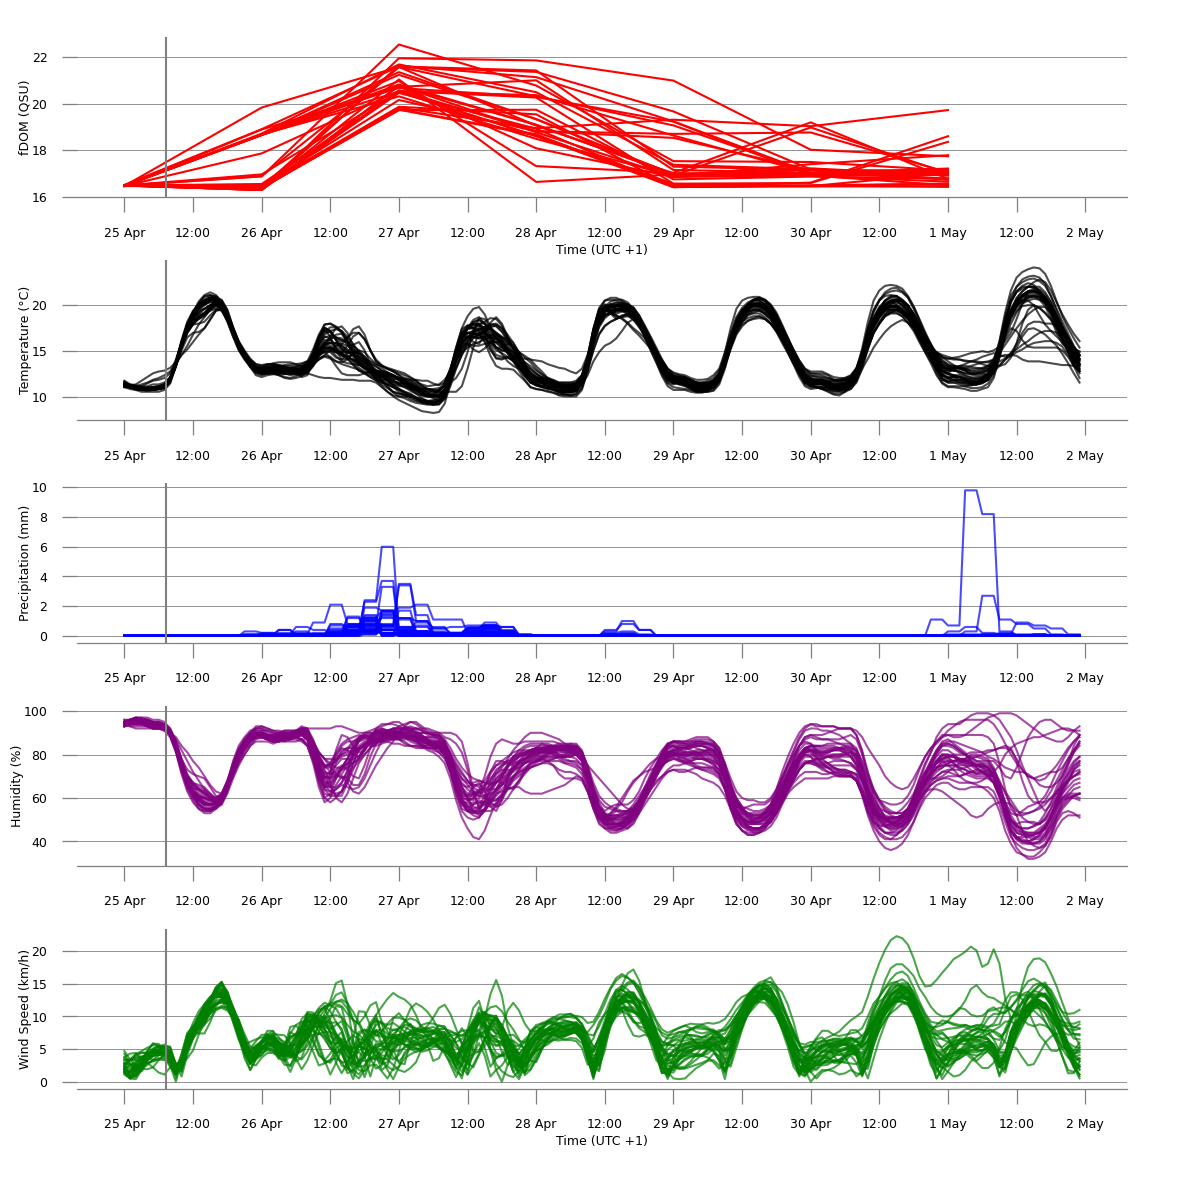 fDOM (QSU)
22
20
18
16
25 Apr 12:00 26 Apr 12:00 27 Apr 12:00 28 Apr 12:00 29 Apr 12:00 30 Apr 12:00 1 May 12:00 2 May
Time (UTC +1)
Temperature (°C)
20
15
10
25 Apr 12:00 26 Apr 12:00 27 Apr 12:00 28 Apr 12:00 29 Apr 12:00 30 Apr 12:00 1 May 12:00 2 May
Precipitation (mm)
10
8
6
4
2
0
25 Apr 12:00 26 Apr 12:00 27 Apr 12:00 28 Apr 12:00 29 Apr 12:00 30 Apr 12:00 1 May 12:00 2 May
Humidity (%)
100
80
60
40
25 Apr 12:00 26 Apr 12:00 27 Apr 12:00 28 Apr 12:00 29 Apr 12:00 30 Apr 12:00 1 May 12:00 2 May
Wind Speed (km/h)
20
15
10
5
0
25 Apr 12:00 26 Apr 12:00 27 Apr 12:00 28 Apr 12:00 29 Apr 12:00 30 Apr 12:00 1 May 12:00 2 May
Time (UTC +1)